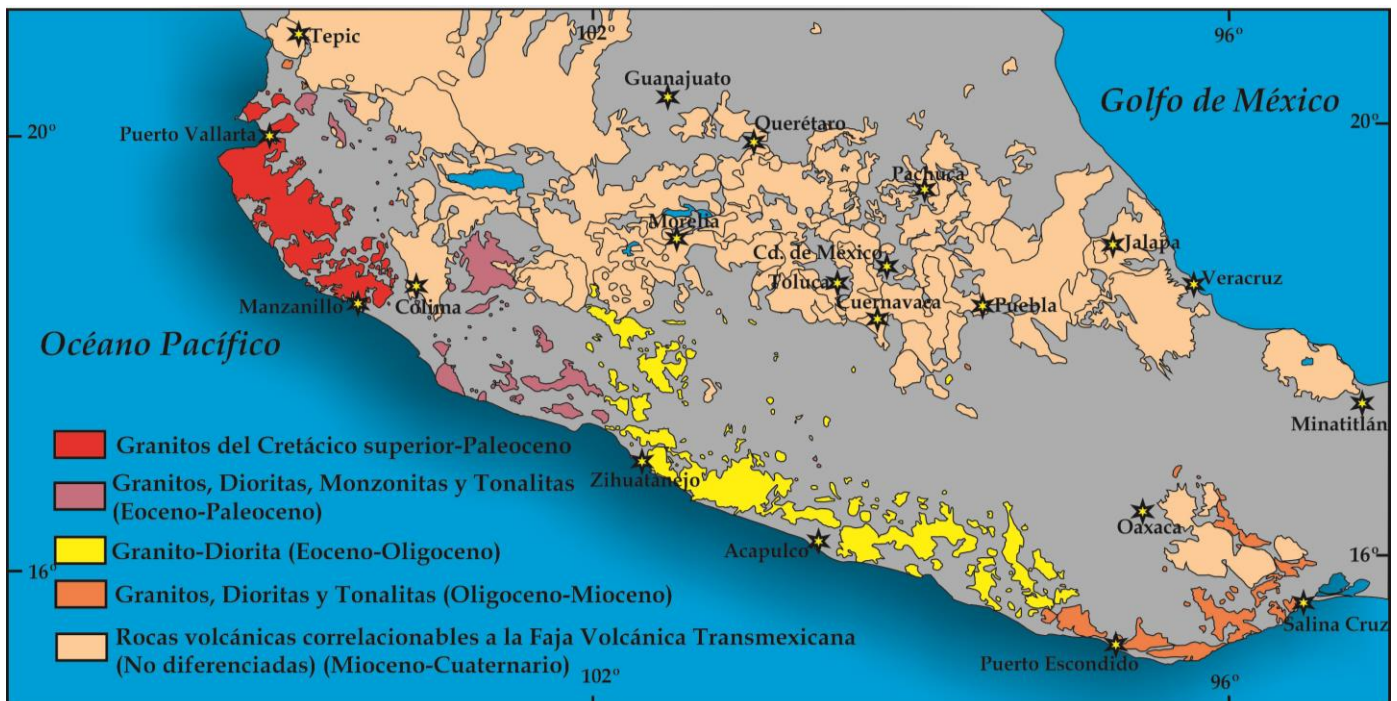 102º
96º
Tepic
Guanajuato
Golfo de México
20º
Puerto Vallarta
Querétaro
20º
Pachuca
Morelia
Jalapa
Cd. de México
Toluca
Veracruz
Manzanillo
Colima
Cuernavaca
Puebla
Océano Pacífico
Minatitlán
Granitos del Cretácico superior-Paleoceno
Zihuatanejo
Granitos, Dioritas, Monzonitas y Tonalitas
(Eoceno-Paleoceno)
Oaxaca
Granito-Diorita (Eoceno-Oligoceno)
Acapulco
16º
16º
Granitos, Dioritas y Tonalitas (Oligoceno-Mioceno)
Salina Cruz
Rocas volcánicas correlacionables a la Faja Volcánica Transmexicana
(No diferenciadas) (Mioceno-Cuaternario)
Puerto Escondido
102º
96º